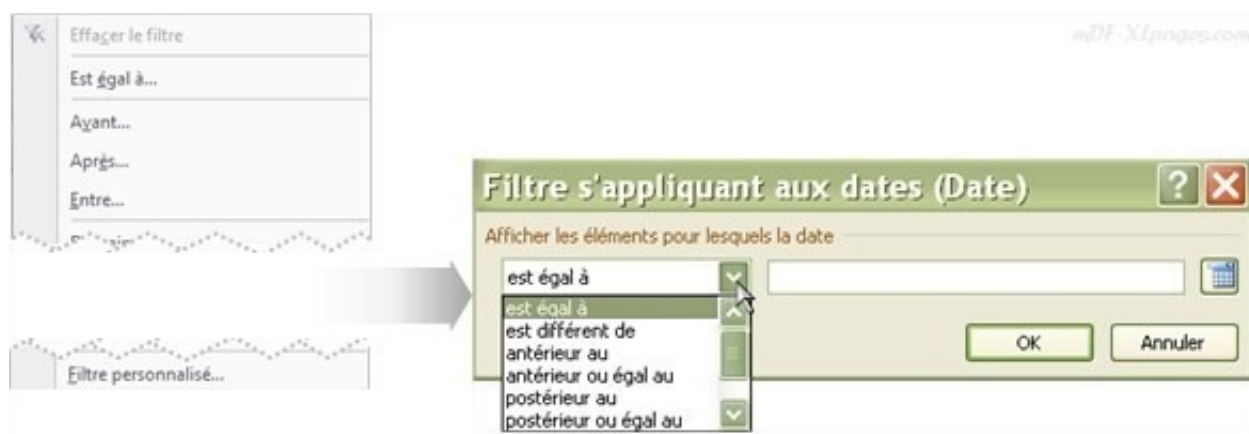 Effacer le filtre
Est égal à...
Avant...
Après...
Entre...
Filtre personnalisé...
mDF-XLpages.com
Filtre s'appliquant aux dates (Date)
Afficher les éléments pour lesquels la date
est égal à
est égal à
est différent de
antérieur au
antérieur ou égal au
postérieur au
postérieur ou égal au
OK Annuler